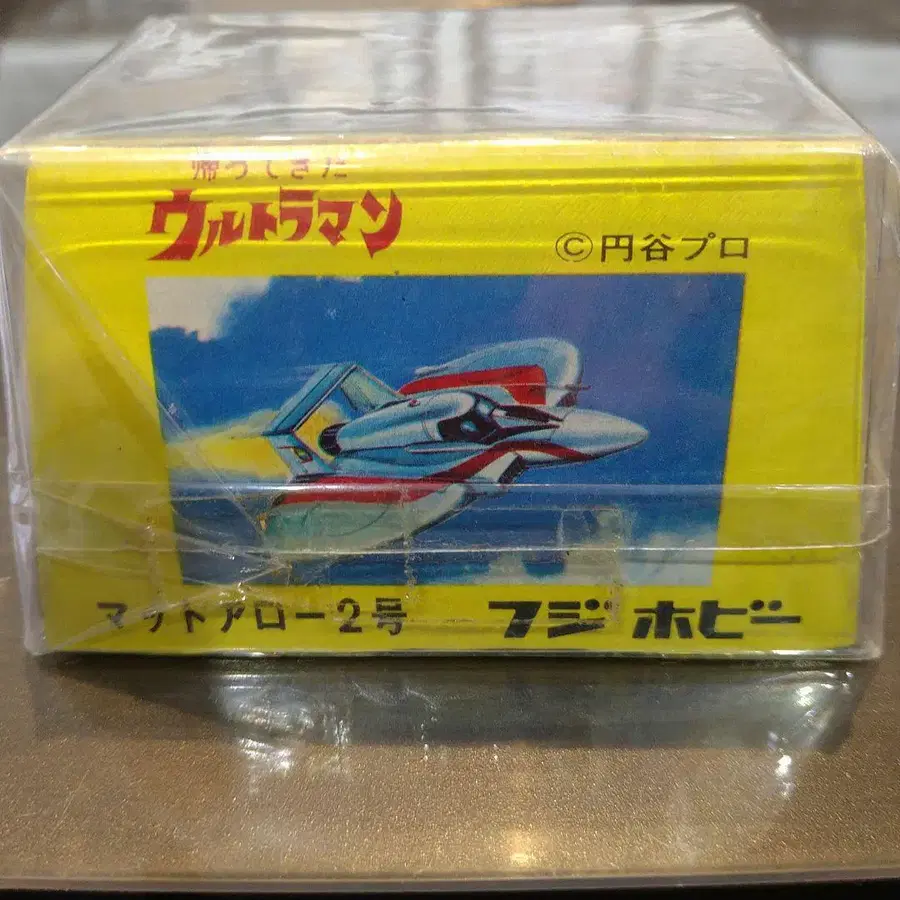 帰ってきた
ウルトラマン
©円谷プロ
マットアロー2号
フジホビー